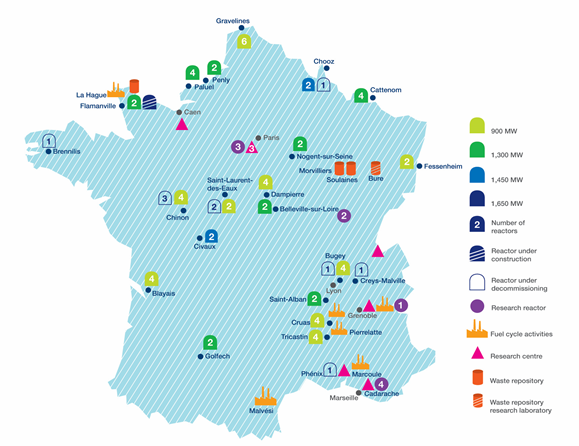 Gravelines
6
4
2
Penly
Paluel
Chooz
2
1
Cattenom
4
La Hague
Flamanville
2
Caen
1
Brennilis
3
3
Paris
2
Nogent-sur-Seine
Morvilliers
Soulaines
Bure
2
Fessenheim
Saint-Laurent-
des-Eaux
4
Dampierre
3
4
Chinon
2
2
2
Belleville-sur-Loire
2
2
Civaux
Bugey
1
4
1
Creys-Malville
Lyon
4
Blayais
Saint-Alban
2
Grenoble
1
Cruas
4
Pierrelatte
Tricastin
4
2
Golfech
Phénix
1
Marcoule
4
Marseille
Cadarache
Malvési
900 MW
1,300 MW
1,450 MW
1,650 MW
2
Number of
reactors
Reactor under
construction
Reactor under
decommissioning
Research reactor
Fuel cycle activities
Research centre
Waste repository
Waste repository
research laboratory